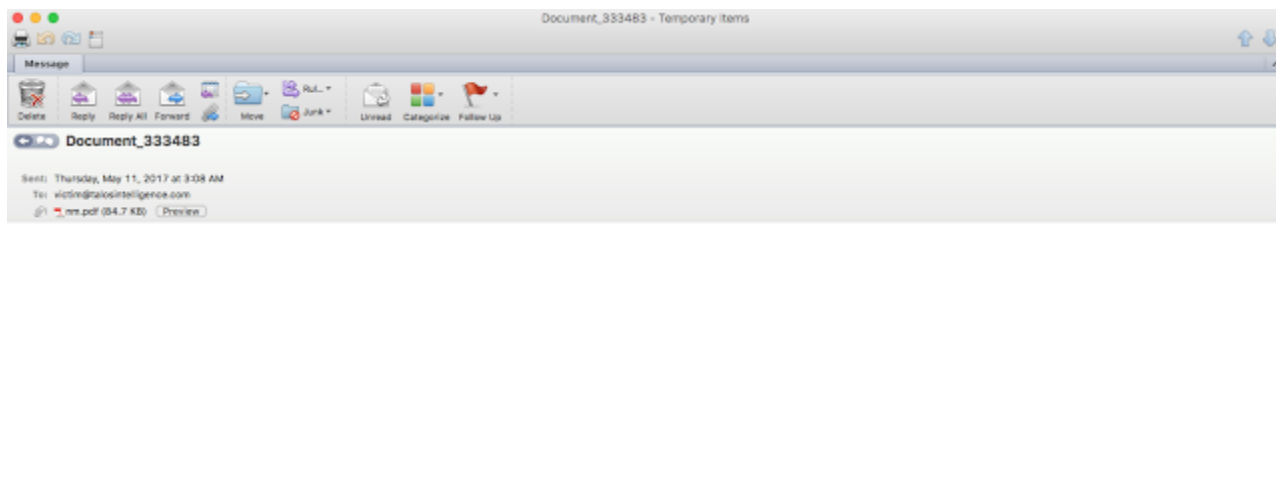 Document_333483 - Temporary Items
Message
Delete Reply Reply All Forward Move Rul... Junk Unread Categorize Follow Up
Document_333483
Sent: Thursday, May 11, 2017 at 3:08 AM
To: victim@talosintelligence.com
nm.pdf (84.7 KB) Preview